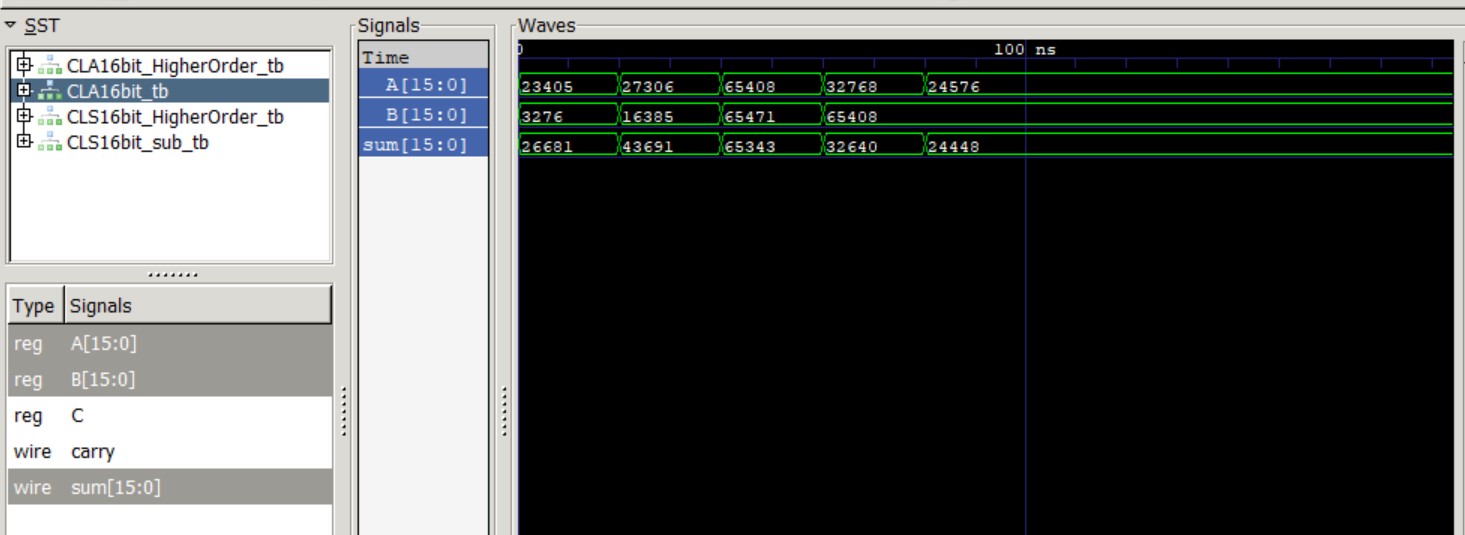 SST
CLA16bit_HigherOrder_tb
CLA16bit_tb
CLS16bit_HigherOrder_tb
CLS16bit_sub_tb
Type Signals
reg A[15:0]
reg B[15:0]
reg C
wire carry
wire sum[15:0]
Signals
Time
A[15:0]
B[15:0]
sum[15:0]
Waves
0 100 ns
23405 27306 65408 32768 24576
3276 16385 65471 65408
26681 43691 65343 32640 24448